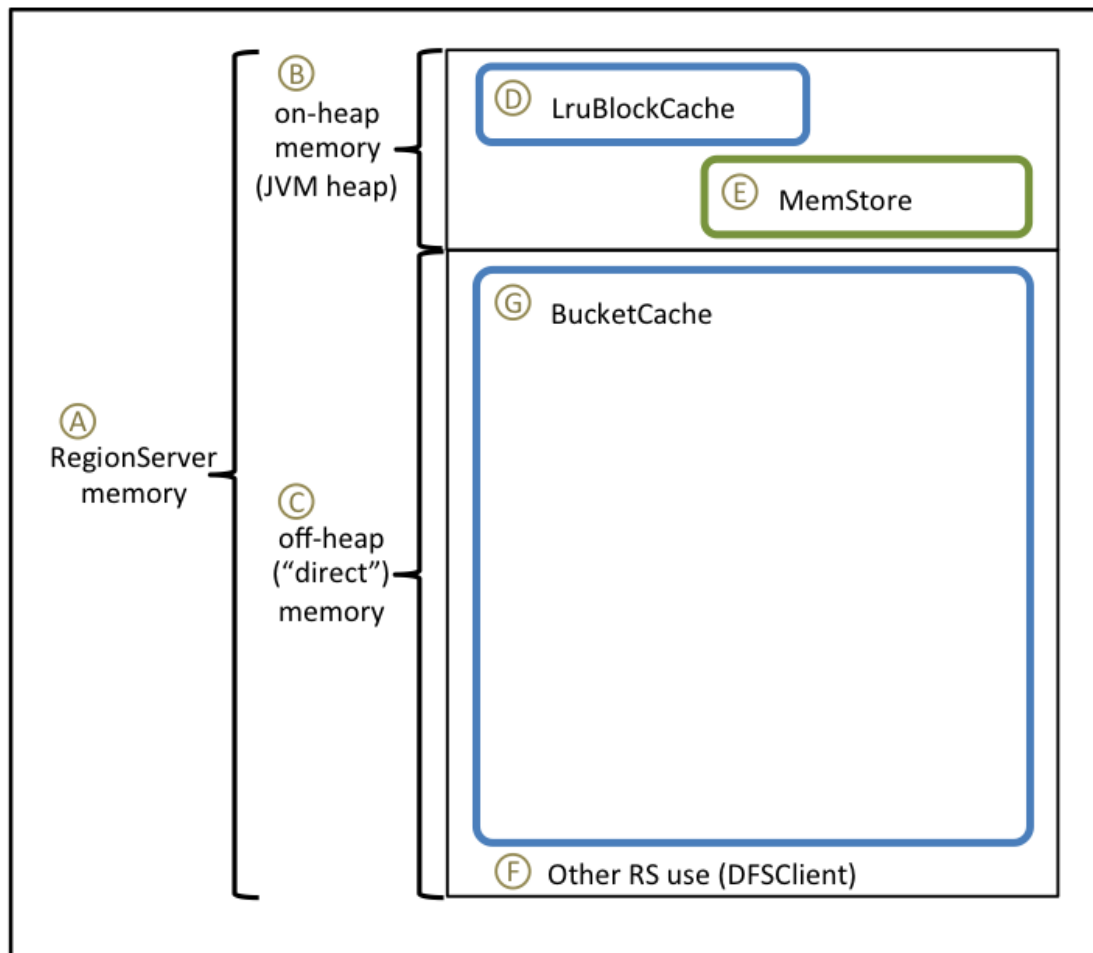 B
on-heap
memory
(JVM heap)
D LruBlockCache
E MemStore
G BucketCache
A
RegionServer
memory
C
off-heap
(“direct”)
memory
F Other RS use (DFSClient)